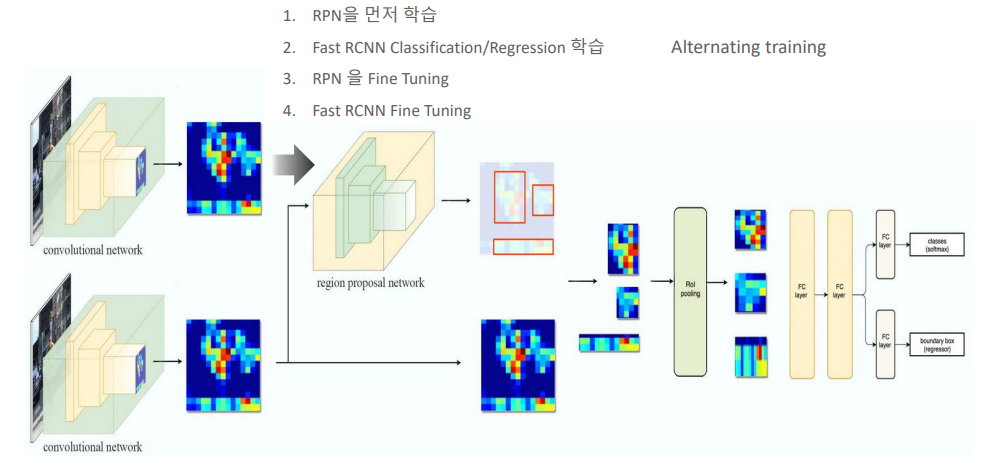 1. RPN을 먼저 학습
2. Fast RCNN Classification/Regression 학습
Alternating training
3. RPN 을 Fine Tuning
4. Fast RCNN Fine Tuning
convolutional network
region proposal network
convolutional network
RoI
pooling
FC
layer
FC
layer
FC
layer
classes
(softmax)
FC
layer
boundary box
(regressor)